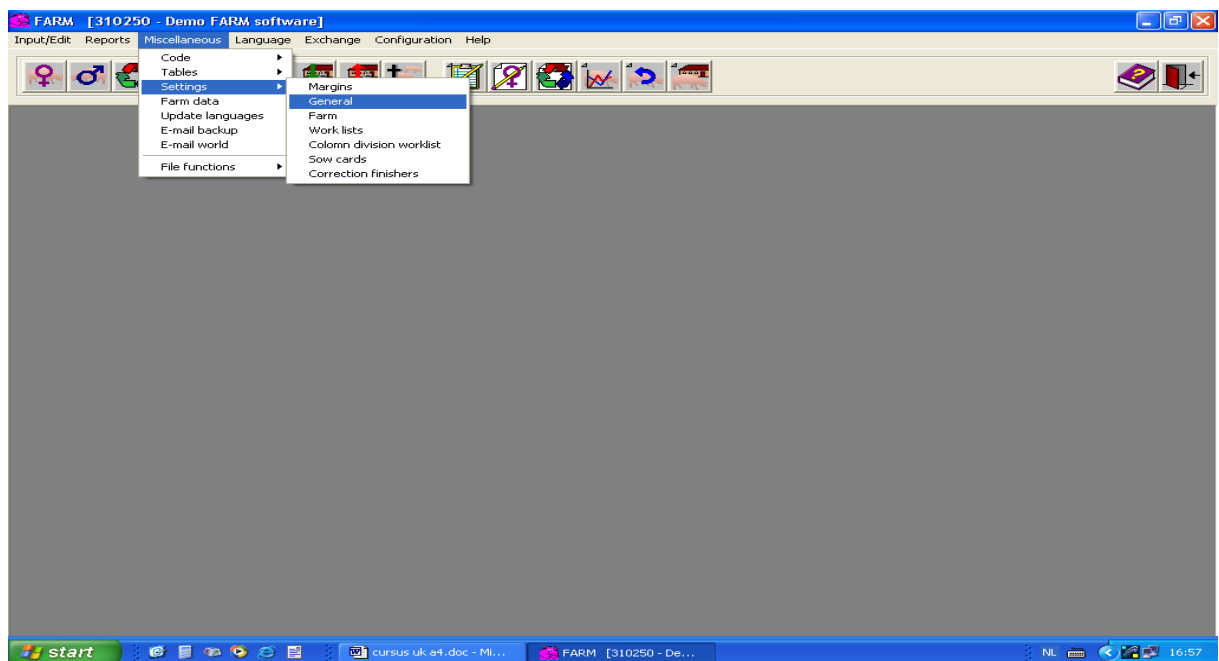 FARM [310250 - Demo FARM software]
Input/Edit Reports Miscellaneous Language Exchange Configuration Help
Code
Tables
Settings
Farm data
Update languages
E-mail backup
E-mail world
File functions
Margins
General
Farm
Work lists
Colomn division worklist
Sow cards
Correction finishers
start
cursus uk a4.doc - Mi...
FARM [310250 - De...
NL
16:57